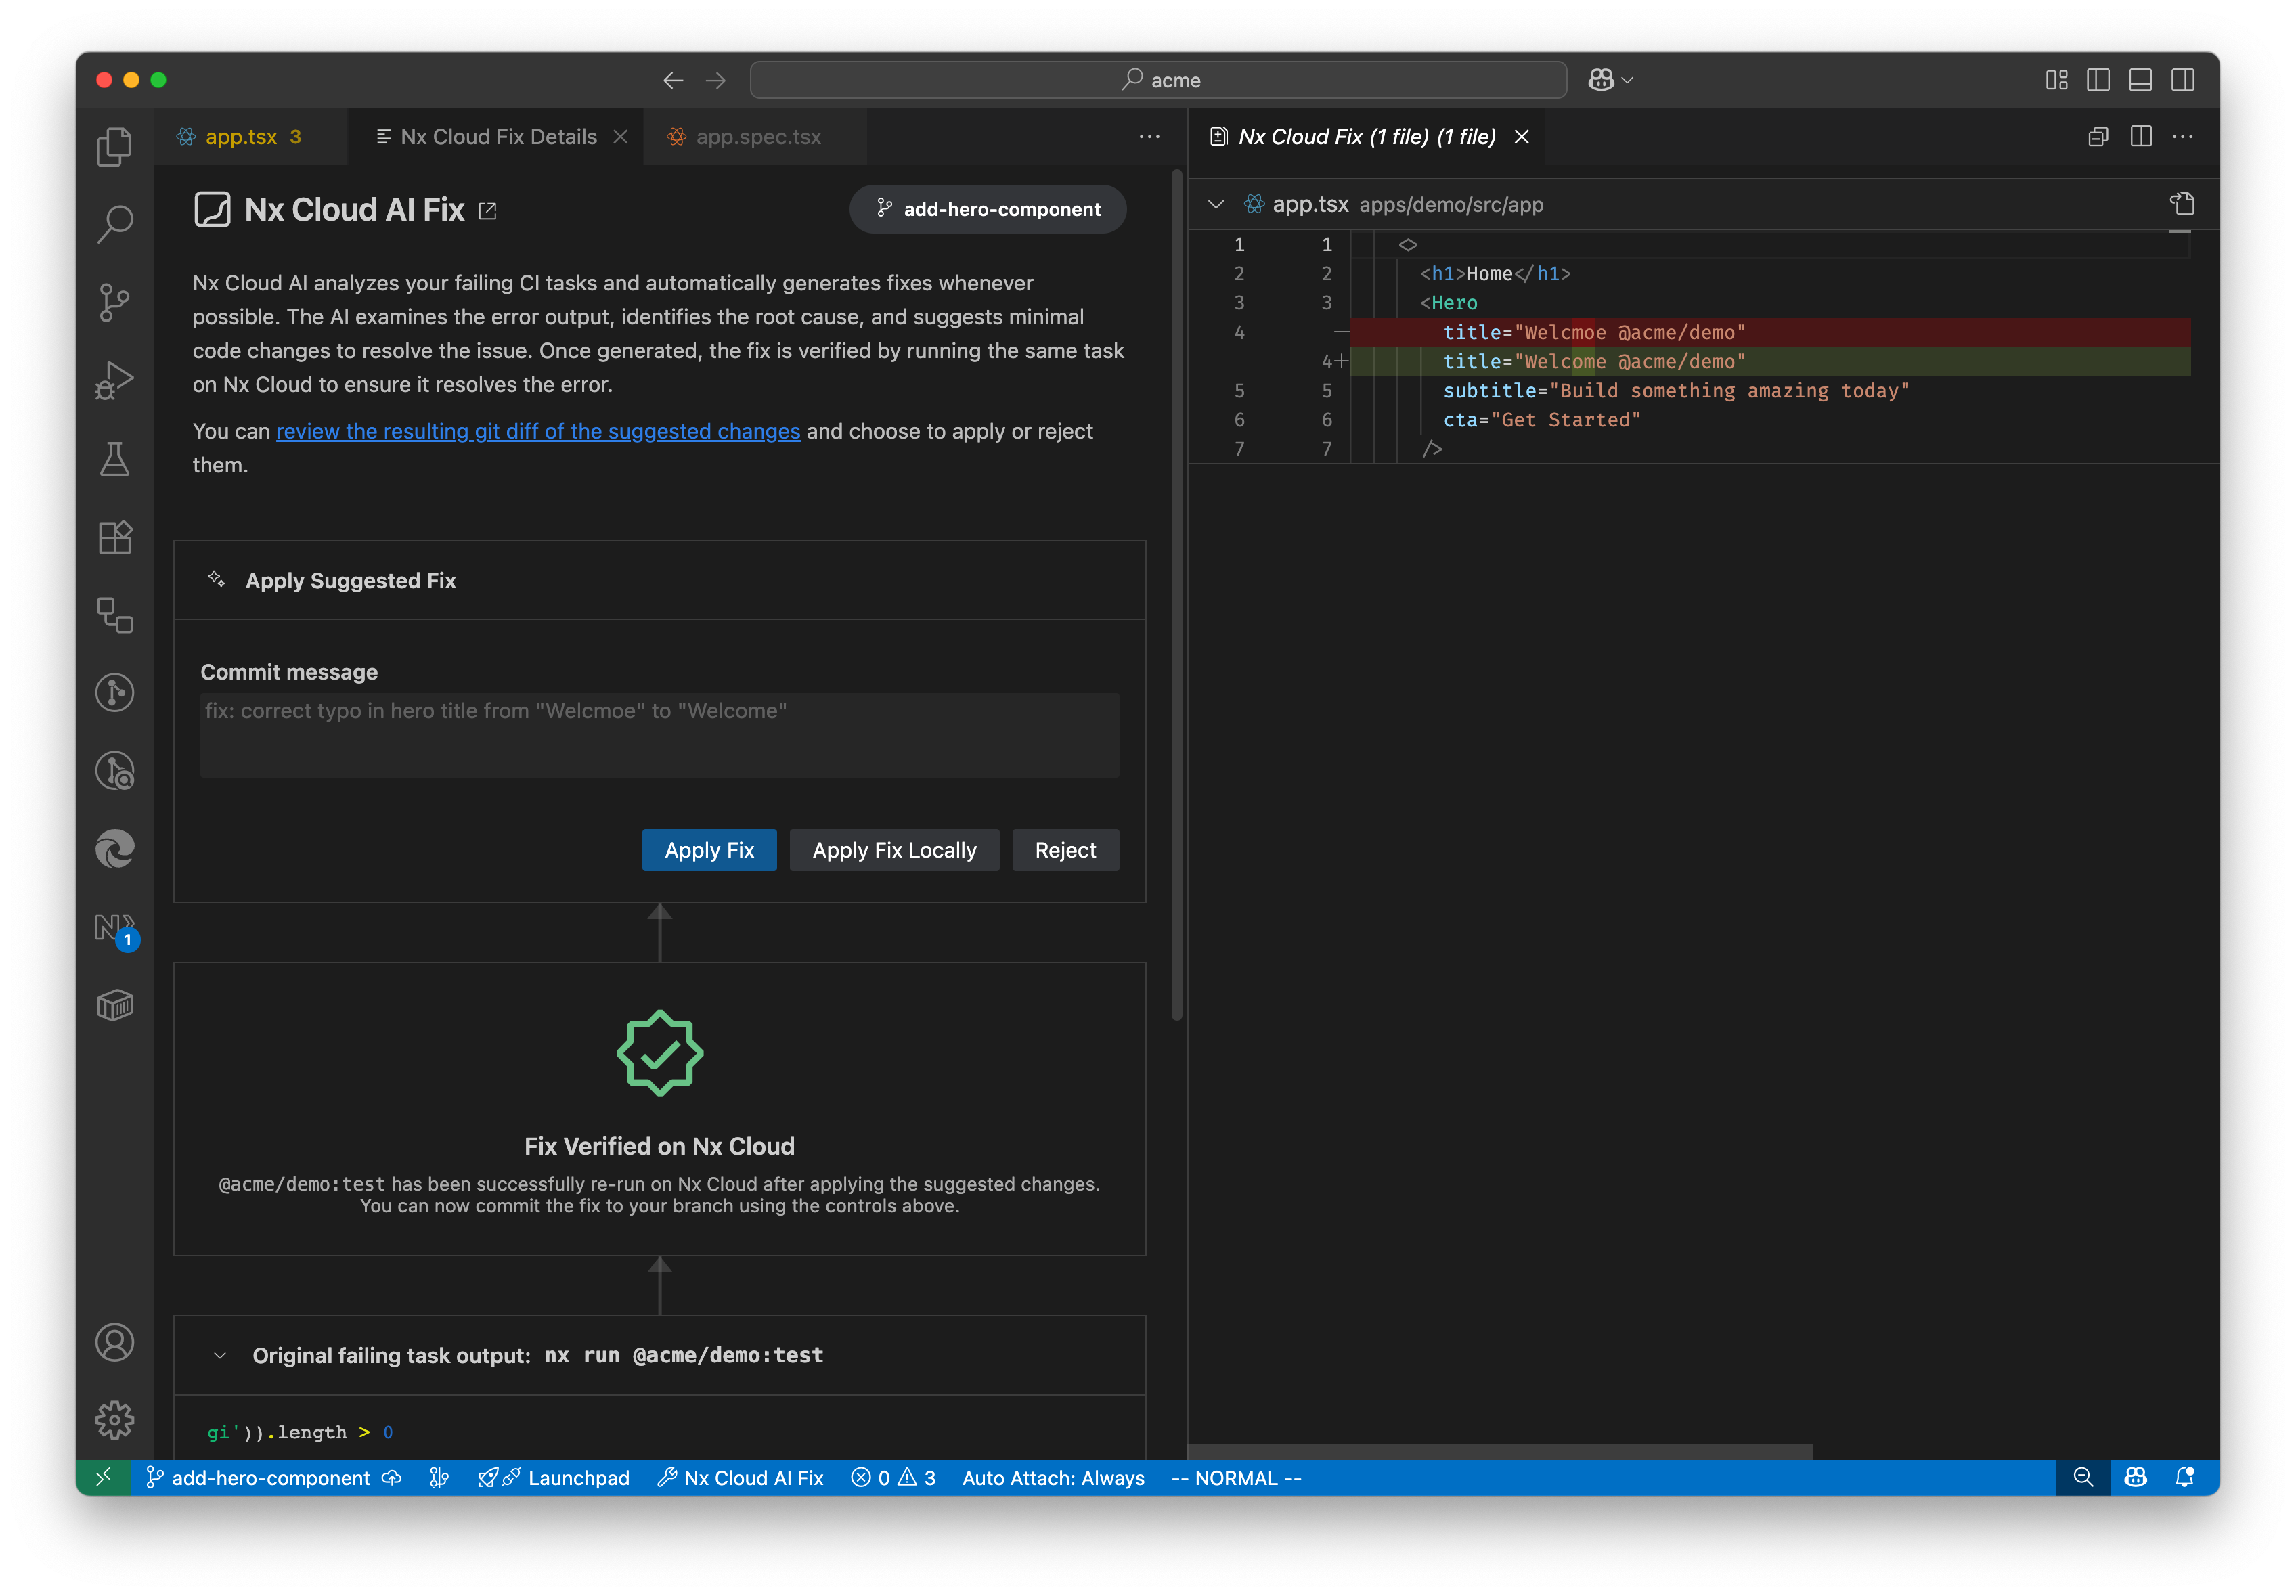 acme
app.tsx 3
Nx Cloud Fix Details
app.spec.tsx
Nx Cloud Fix (1 file) (1 file)
Nx Cloud AI Fix
add-hero-component
Nx Cloud AI analyzes your failing CI tasks and automatically generates fixes whenever
possible. The AI examines the error output, identifies the root cause, and suggests minimal
code changes to resolve the issue. Once generated, the fix is verified by running the same task
on Nx Cloud to ensure it resolves the error.
You can review the resulting git diff of the suggested changes and choose to apply or reject
them.
Apply Suggested Fix
Commit message
fix: correct typo in hero title from "Welcmoe" to "Welcome"
Apply Fix
Apply Fix Locally
Reject
Fix Verified on Nx Cloud
@acme/demo:test has been successfully re-run on Nx Cloud after applying the suggested changes.
You can now commit the fix to your branch using the controls above.
Original failing task output: nx run @acme/demo:test
gi')).length > 0
app.tsx apps/demo/src/app
1 1 <>
2 2 <h1>Home</h1>
3 3 <Hero
4 — title="Welcmoe @acme/demo"
4+ title="Welcome @acme/demo"
5 5 subtitle="Build something amazing today"
6 6 cta="Get Started"
7 7 />
1
add-hero-component
Launchpad
Nx Cloud AI Fix
0 3
Auto Attach: Always
-- NORMAL --